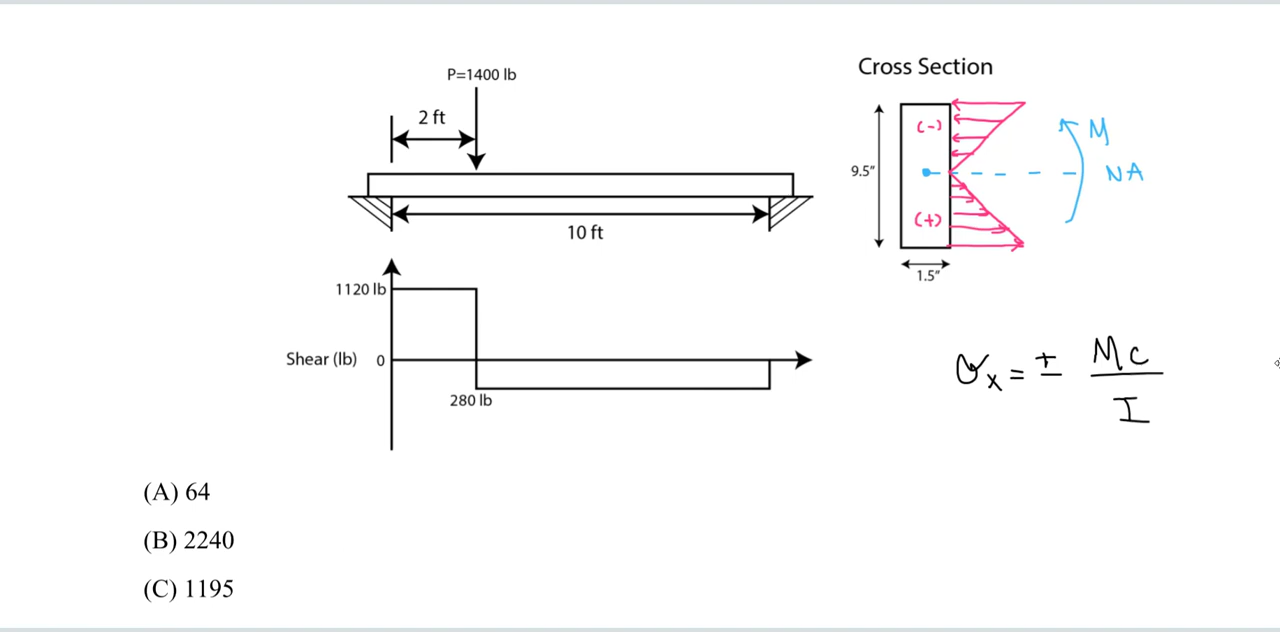 Cross Section
P=1400 lb
2 ft
(-)
M
9.5"
NA
(+)
10 ft
1.5"
1120 lb
Shear (lb) 0
σx = ± Mc
I
280 lb
(A) 64
(B) 2240
(C) 1195